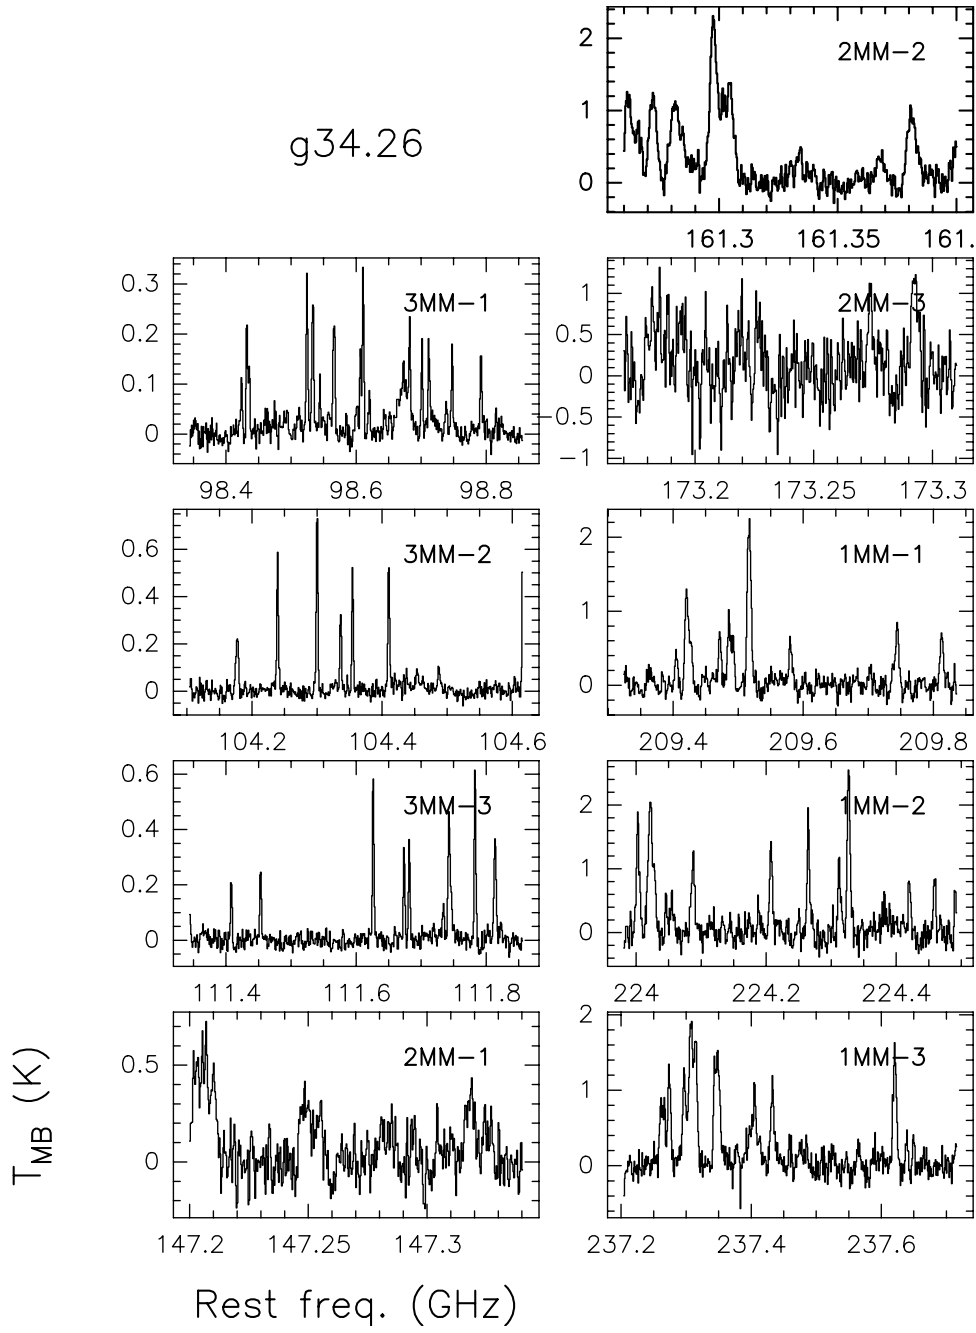 2MM-2
2
1
0
161.3 161.35 161.
g34.26
3MM-1
0.3
0.2
0.1
0
98.4 98.6 98.8
2MM-3
1
0.5
0
-0.5
-1
173.2 173.25 173.3
3MM-2
0.6
0.4
0.2
0
104.2 104.4 104.6
1MM-1
2
1
0
209.4 209.6 209.8
3MM-3
0.6
0.4
0.2
0
111.4 111.6 111.8
1MM-2
2
1
0
224 224.2 224.4
2MM-1
0.5
0
147.2 147.25 147.3
1MM-3
2
1
0
237.2 237.4 237.6
T_MB (K)
Rest freq. (GHz)